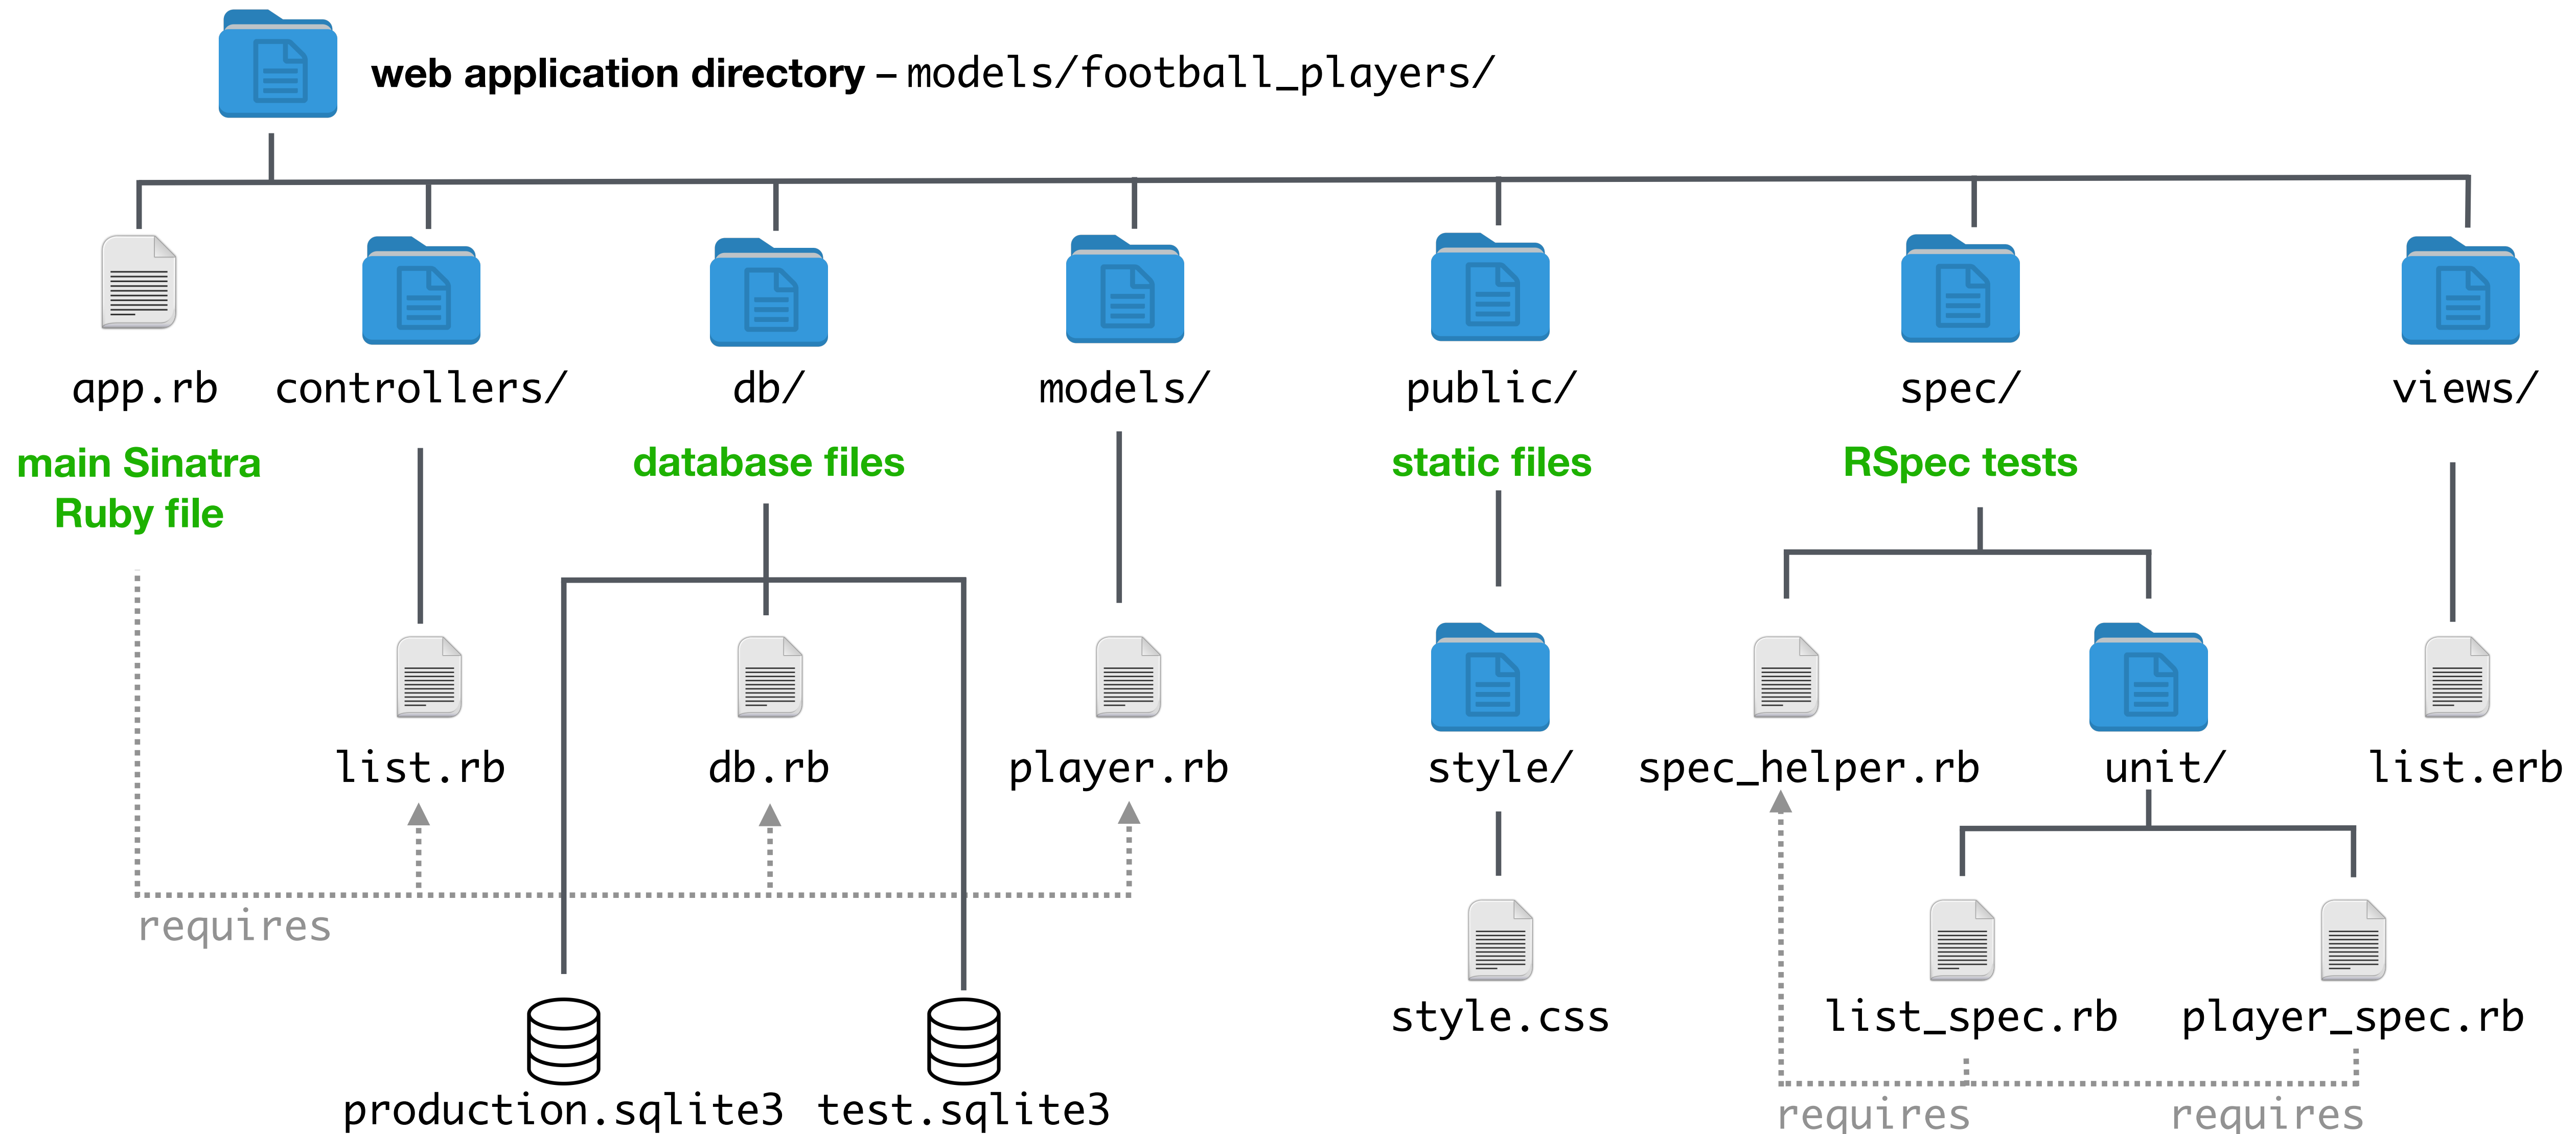 web application directory – models/football_players/
app.rb
controllers/
db/
models/
public/
spec/
views/
main Sinatra
Ruby file
database files
static files
RSpec tests
list.rb
db.rb
player.rb
style/
spec_helper.rb
unit/
list.erb
requires
style.css
list_spec.rb
player_spec.rb
production.sqlite3
test.sqlite3
requires
requires